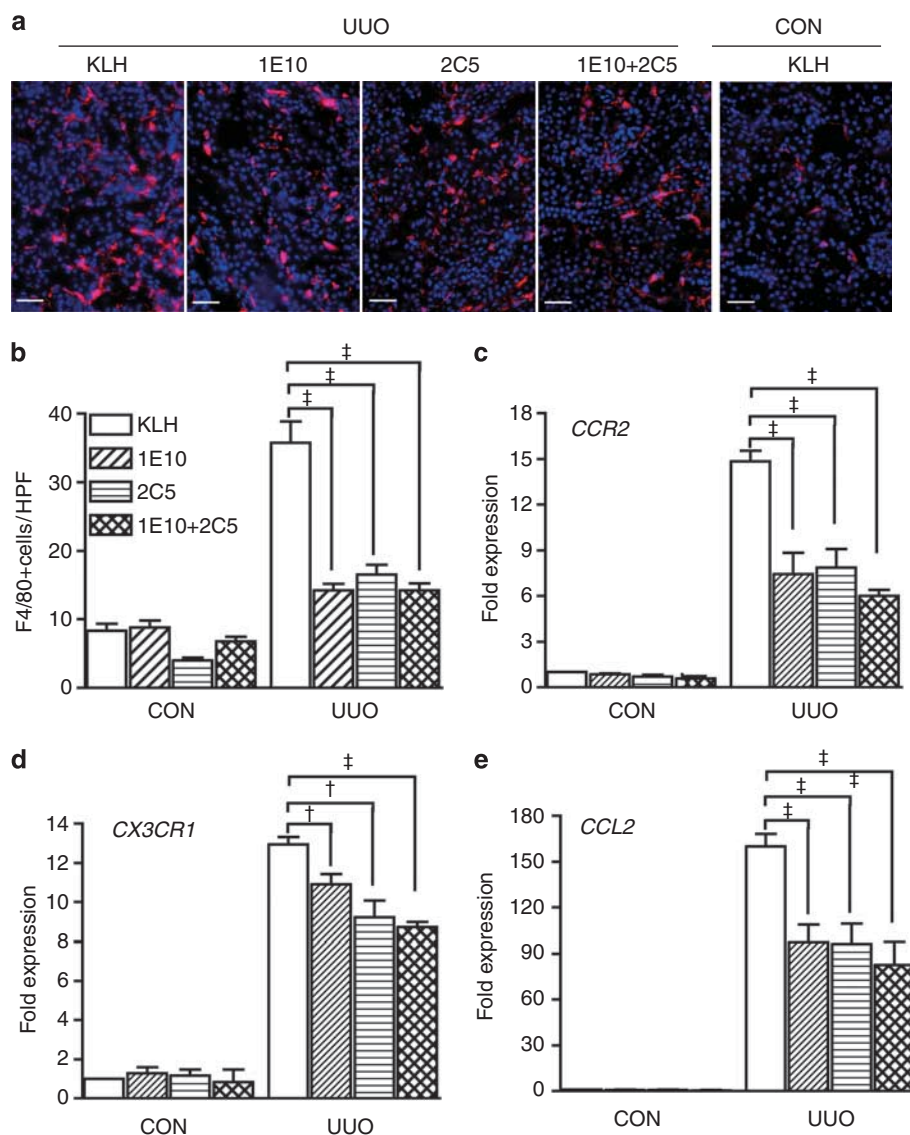 a
UUO
CON
KLH
1E10
2C5
1E10+2C5
KLH
b
F4/80+cells/HPF
40
30
20
10
0
KLH
1E10
2C5
1E10+2C5
‡
‡
‡
CON
UUO
c
CCR2
Fold expression
18
15
12
9
6
3
0
‡
‡
‡
CON
UUO
d
CX3CR1
Fold expression
14
12
10
8
6
4
2
0
‡
†
†
CON
UUO
e
CCL2
Fold expression
180
150
120
90
60
30
0
‡
‡
‡
‡
CON
UUO